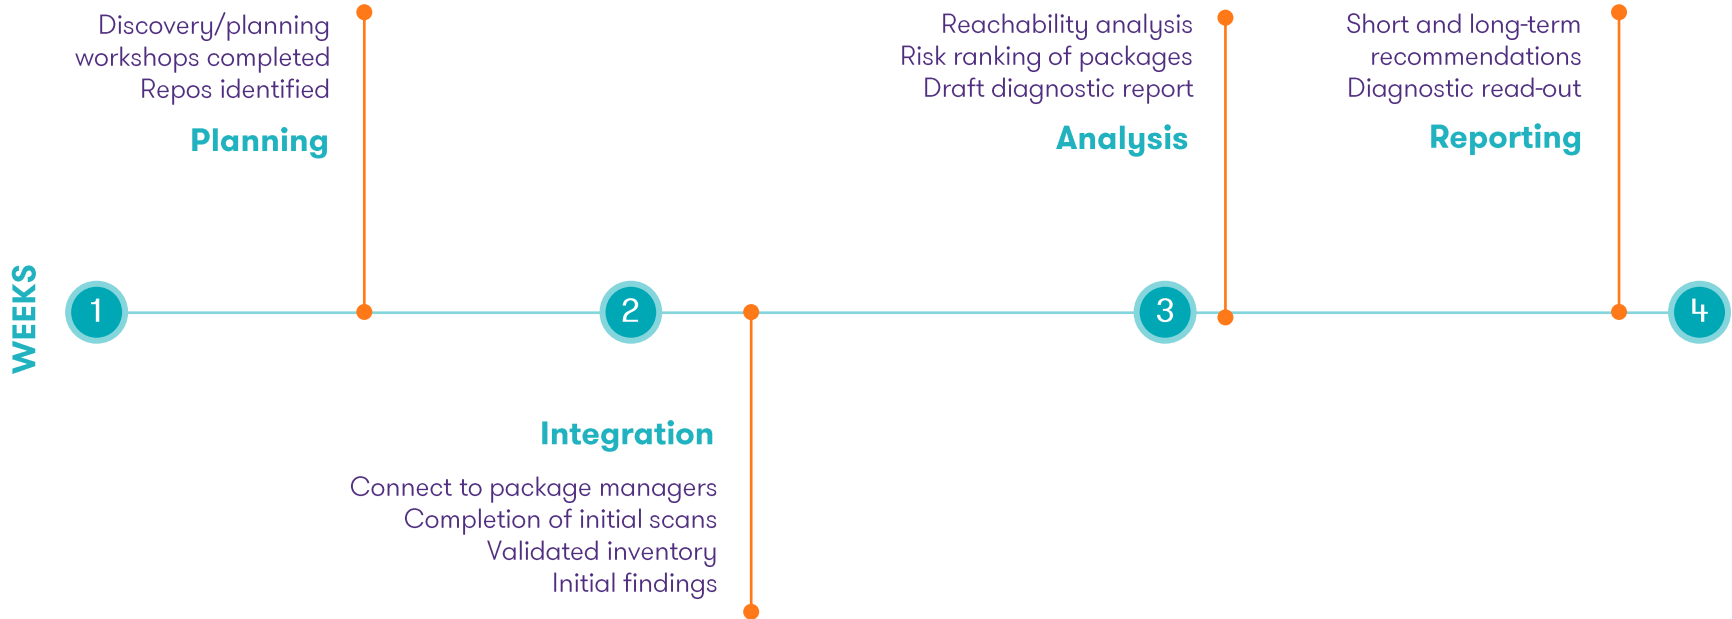 Discovery/planning
workshops completed
Repos identified
Planning
Reachability analysis
Risk ranking of packages
Draft diagnostic report
Analysis
Short and long-term
recommendations
Diagnostic read-out
Reporting
WEEKS
1
2
3
4
Integration
Connect to package managers
Completion of initial scans
Validated inventory
Initial findings